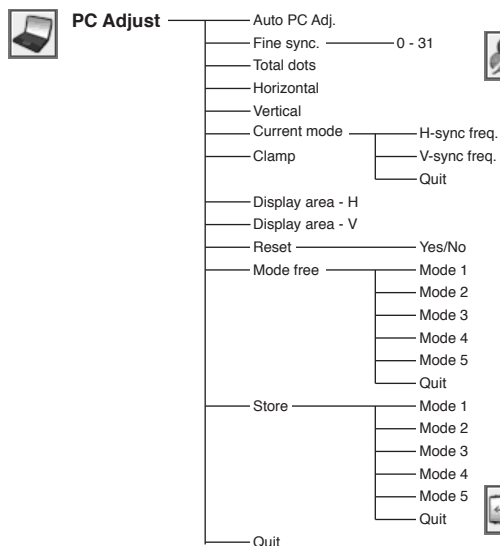 PC Adjust
Auto PC Adj.
Fine sync. 0 - 31
Total dots
Horizontal
Vertical
Current mode H-sync freq.
Clamp V-sync freq.
Quit
Display area - H
Display area - V
Reset Yes/No
Mode free Mode 1
Mode 2
Mode 3
Mode 4
Mode 5
Quit
Store Mode 1
Mode 2
Mode 3
Mode 4
Mode 5
Quit
Quit